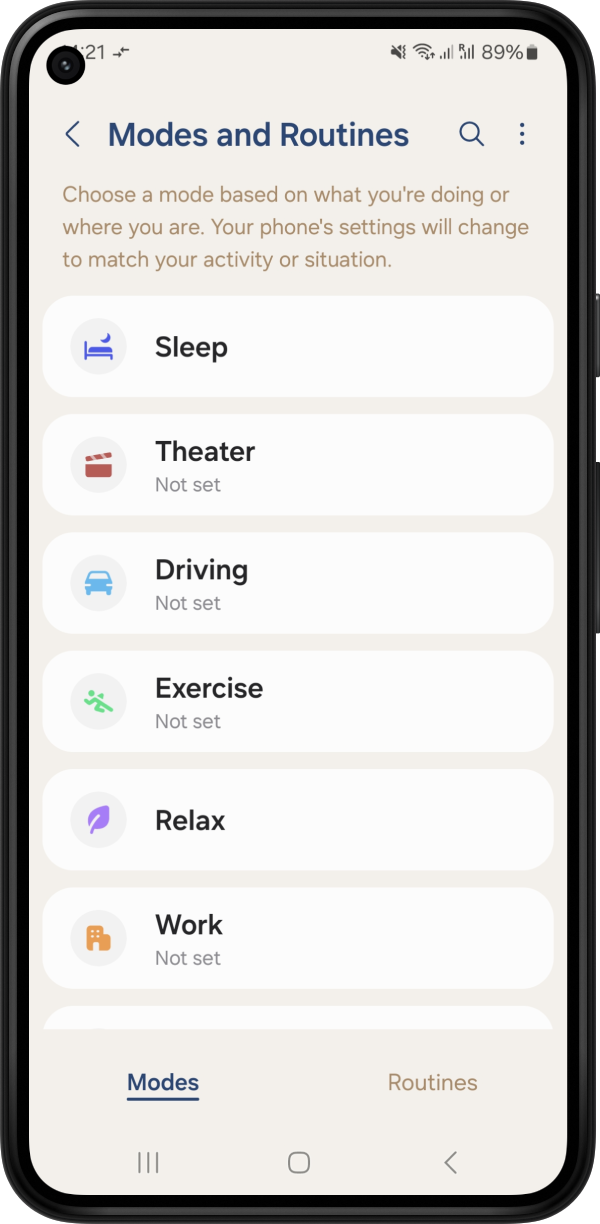 :21
89%
Modes and Routines
Choose a mode based on what you're doing or
where you are. Your phone's settings will change
to match your activity or situation.
Sleep
Theater
Not set
Driving
Not set
Exercise
Not set
Relax
Work
Not set
Modes
Routines